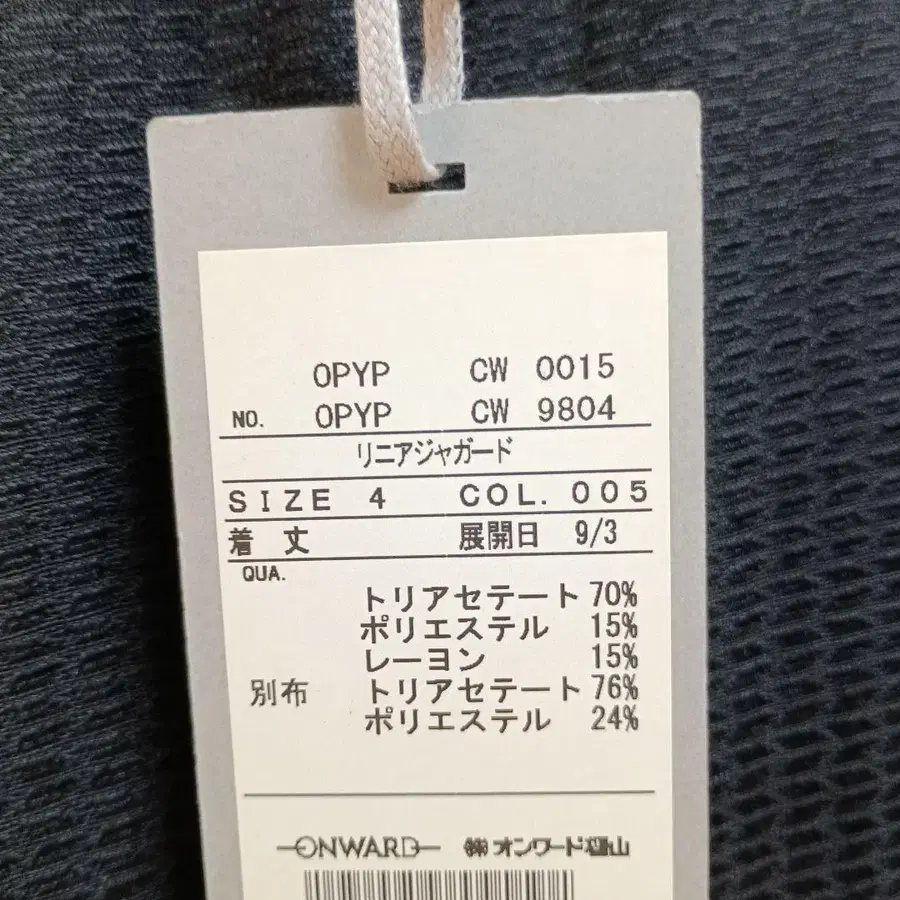 OPYP CW 0015
NO. OPYP CW 9804
リニアジャガード
SIZE 4 COL. 005
着 丈 展開日 9/3
QUA.
トリアセテート 70%
ポリエステル 15%
レーヨン 15%
別布 トリアセテート 76%
ポリエステル 24%
ONWARD ㈱オンワード樫山